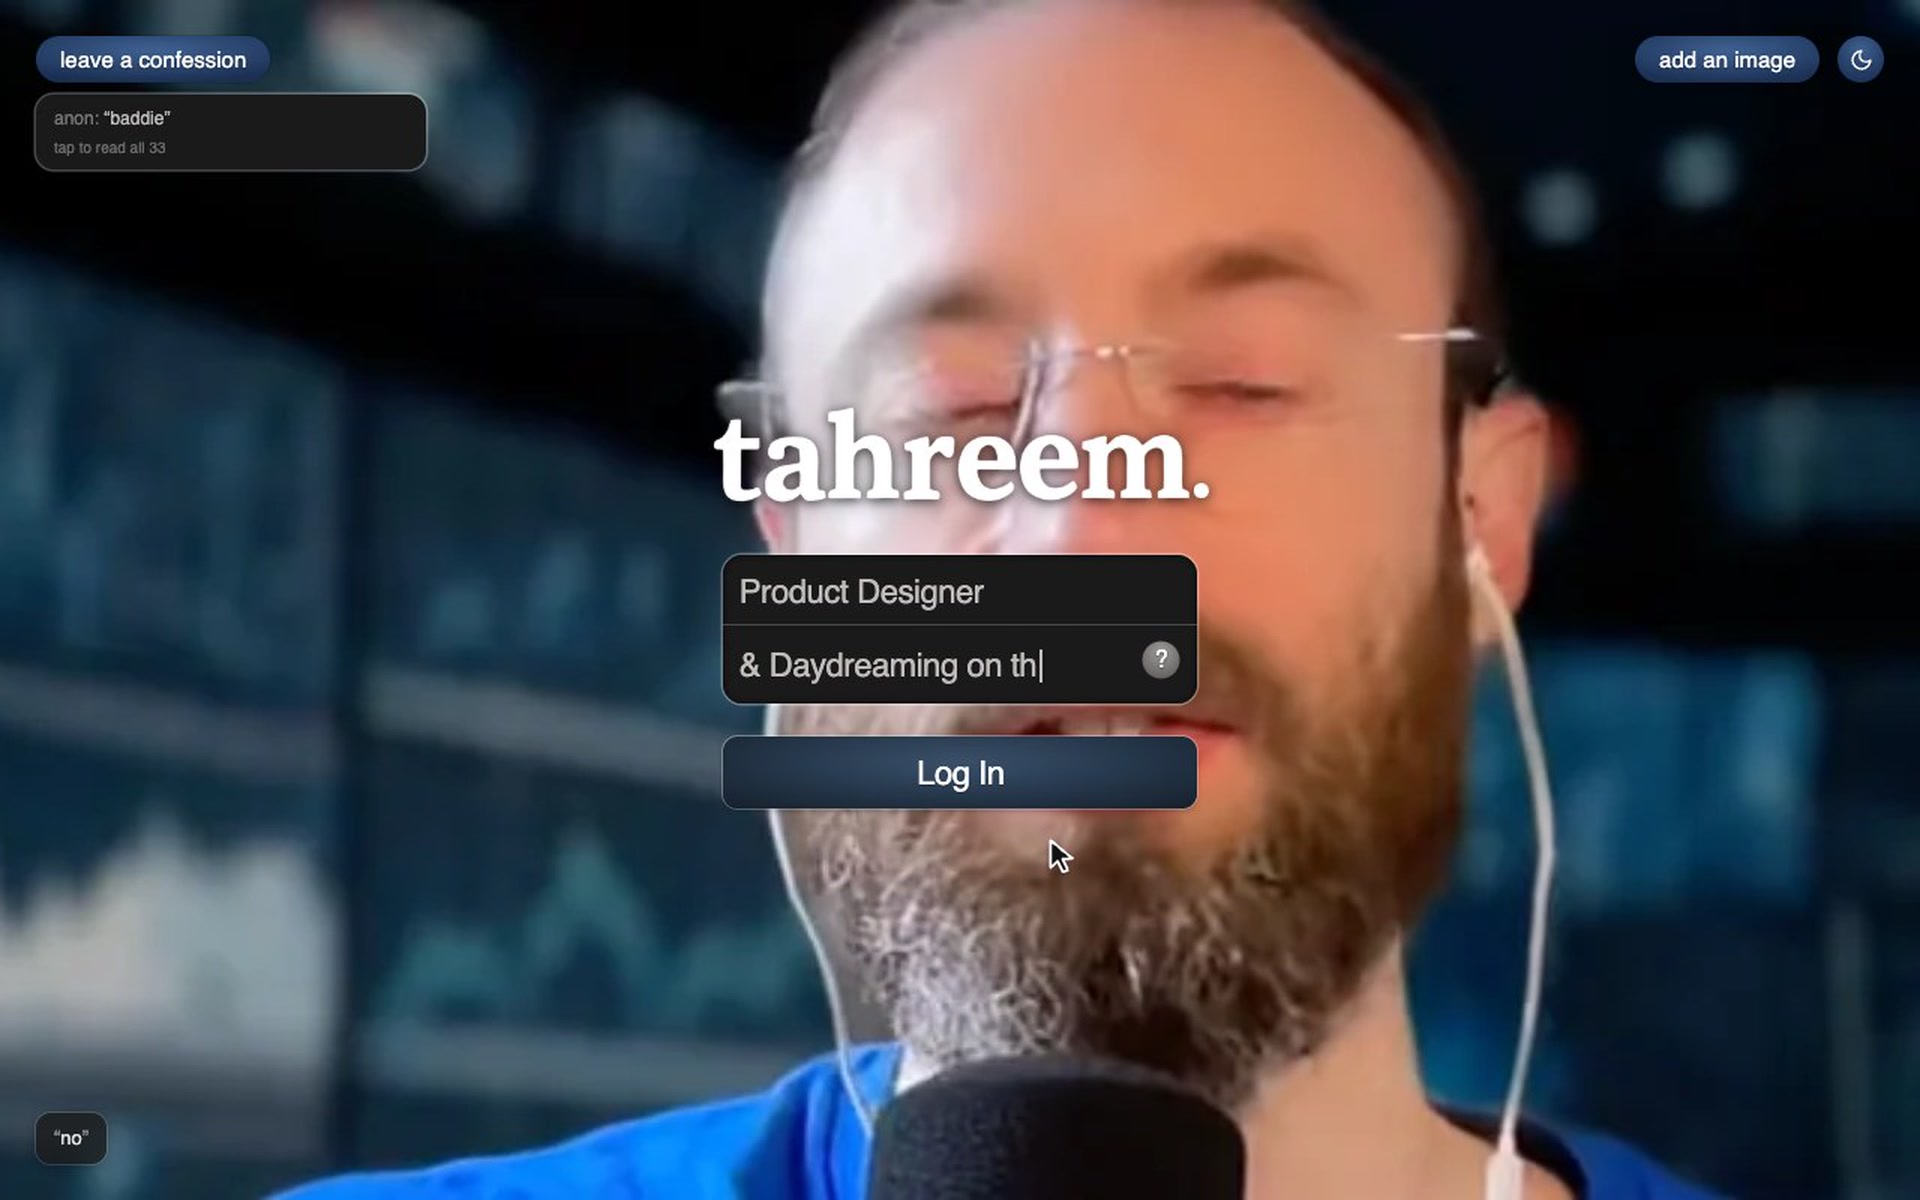 leave a confession
add an image
anon: “baddie”
tap to read all 33
tahreem.
Product Designer
& Daydreaming on th
?
Log In
“no”